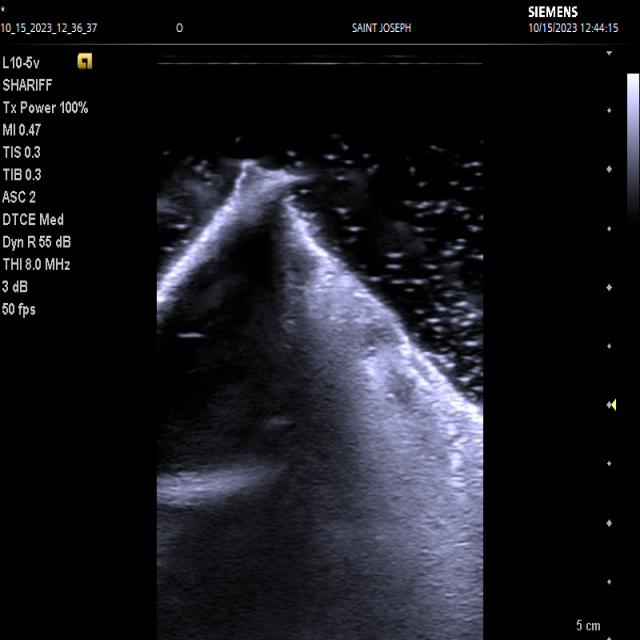 SIEMENS
10_15_2023_12_36_37 O SAINT JOSEPH 10/15/2023 12:44:15
L10-5v
SHARIFF
Tx Power 100%
MI 0.47
TIS 0.3
TIB 0.3
ASC 2
DTCE Med
Dyn R 55 dB
THI 8.0 MHz
3 dB
50 fps
5 cm